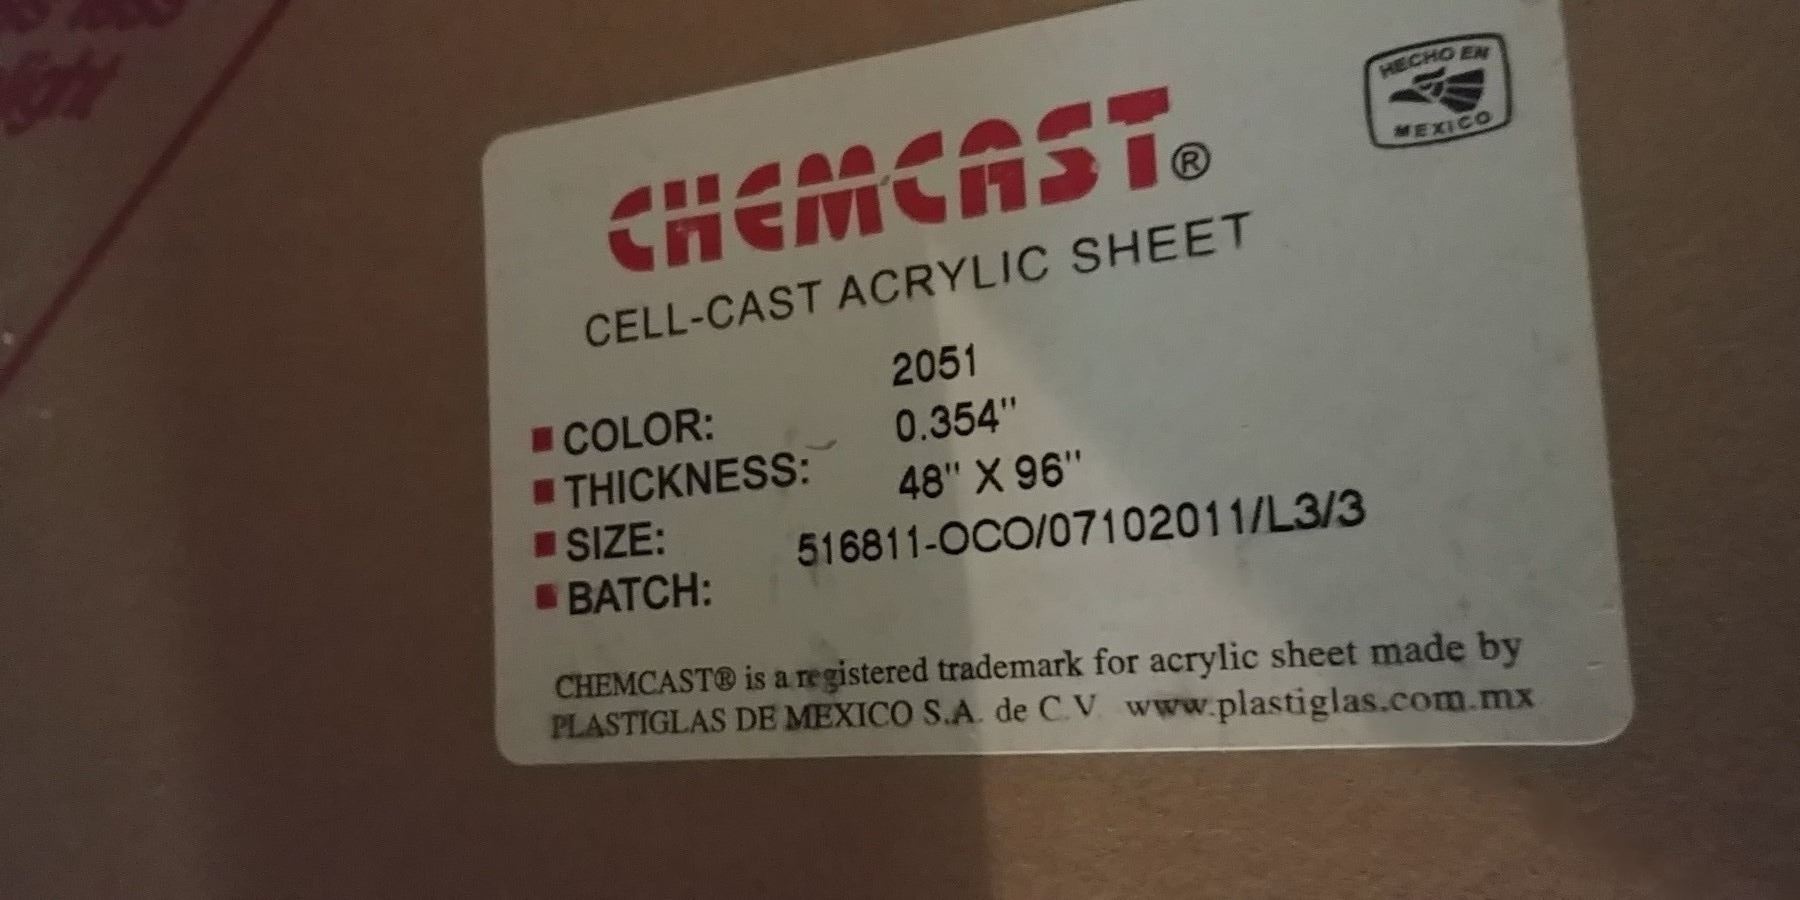 HECHO EN
MEXICO
CHEMCAST®
CELL-CAST ACRYLIC SHEET
COLOR: 2051
THICKNESS: 0.354"
SIZE: 48" X 96"
BATCH: 516811-OCO/07102011/L3/3
CHEMCAST® is a registered trademark for acrylic sheet made by
PLASTIGLAS DE MEXICO S.A. de C.V. www.plastiglas.com.mx